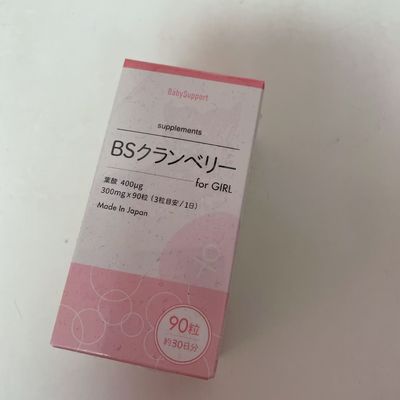 BabySupport
supplements
BSクランベリー
for GIRL
葉酸 400μg
300mg×90粒 (3粒目安/1日)
Made In Japan
90粒
約30日分